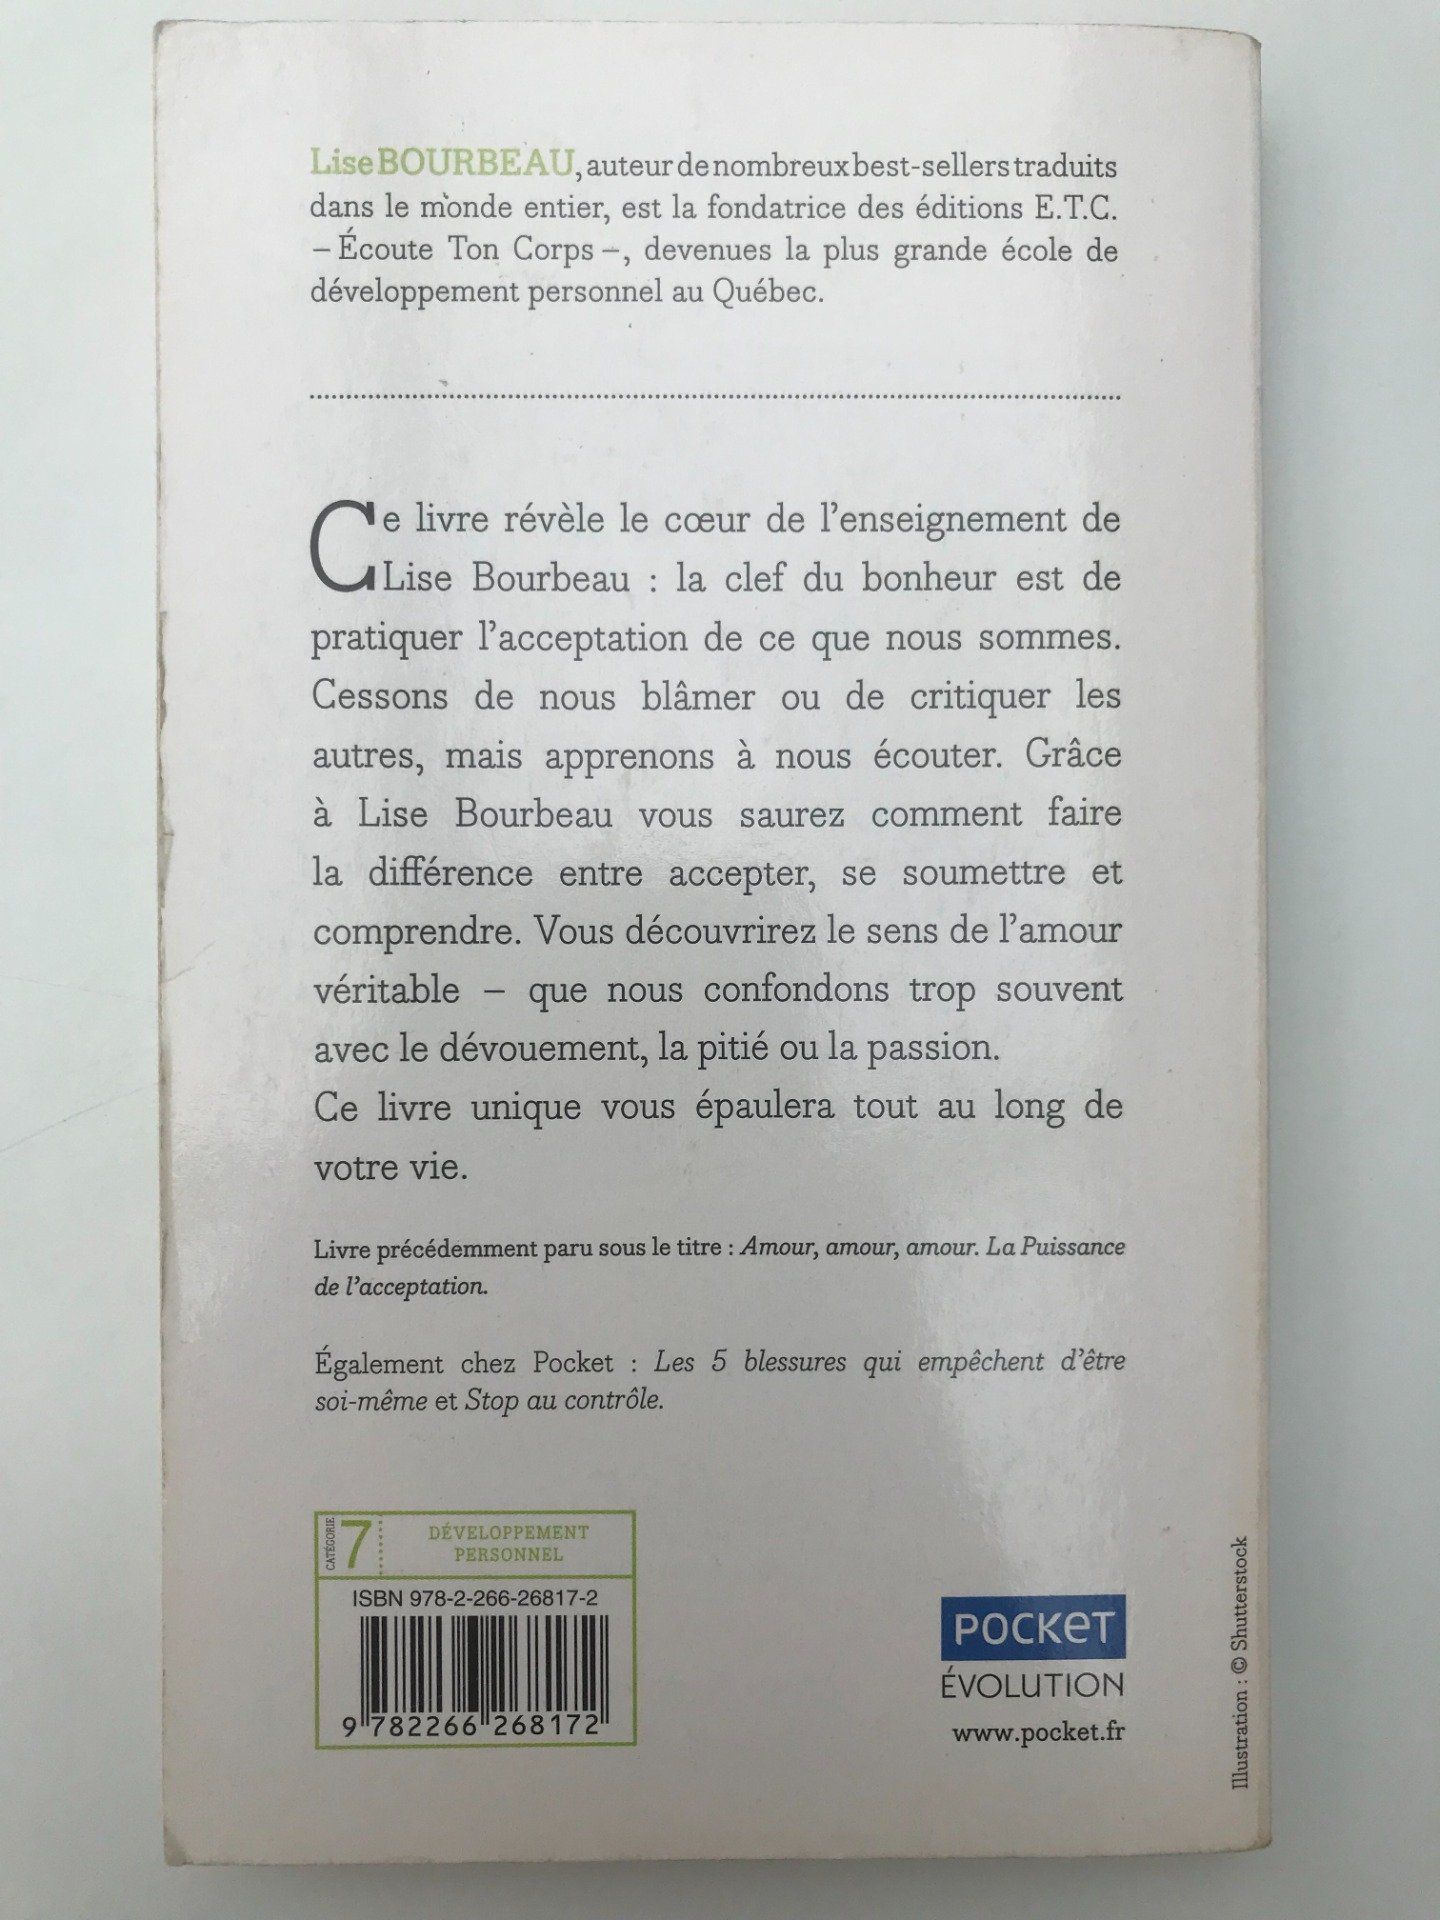 Lise BOURBEAU, auteur de nombreux best-sellers traduits
dans le monde entier, est la fondatrice des éditions E.T.C.
– Écoute Ton Corps –, devenues la plus grande école de
développement personnel au Québec.
Ce livre révèle le cœur de l'enseignement de
Lise Bourbeau : la clef du bonheur est de
pratiquer l'acceptation de ce que nous sommes.
Cessons de nous blâmer ou de critiquer les
autres, mais apprenons à nous écouter. Grâce
à Lise Bourbeau vous saurez comment faire
la différence entre accepter, se soumettre et
comprendre. Vous découvrirez le sens de l'amour
véritable – que nous confondons trop souvent
avec le dévouement, la pitié ou la passion.
Ce livre unique vous épaulera tout au long de
votre vie.
Livre précédemment paru sous le titre : Amour, amour, amour. La Puissance
de l'acceptation.
Également chez Pocket : Les 5 blessures qui empêchent d'être
soi-même et Stop au contrôle.
CATÉGORIE
7
DÉVELOPPEMENT
PERSONNEL
ISBN 978-2-266-26817-2
9 782266 268172
POCKET
ÉVOLUTION
www.pocket.fr
Illustration : © Shutterstock